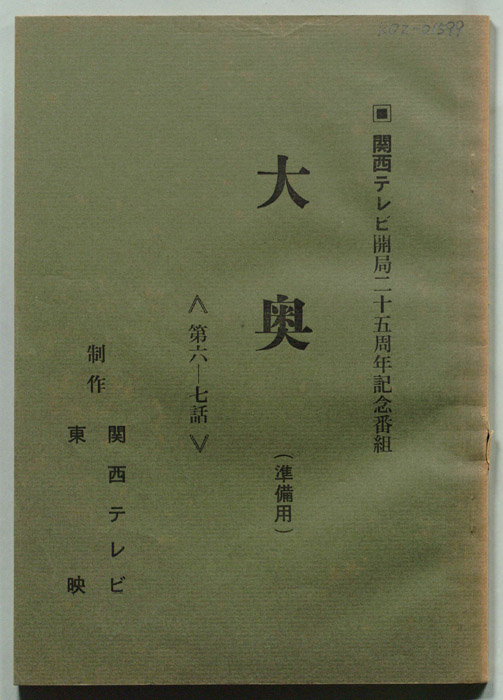 関西テレビ開局二十五周年記念番組
大奥
(準備用)
〈第六―七話〉
制作
関西テレビ
東映